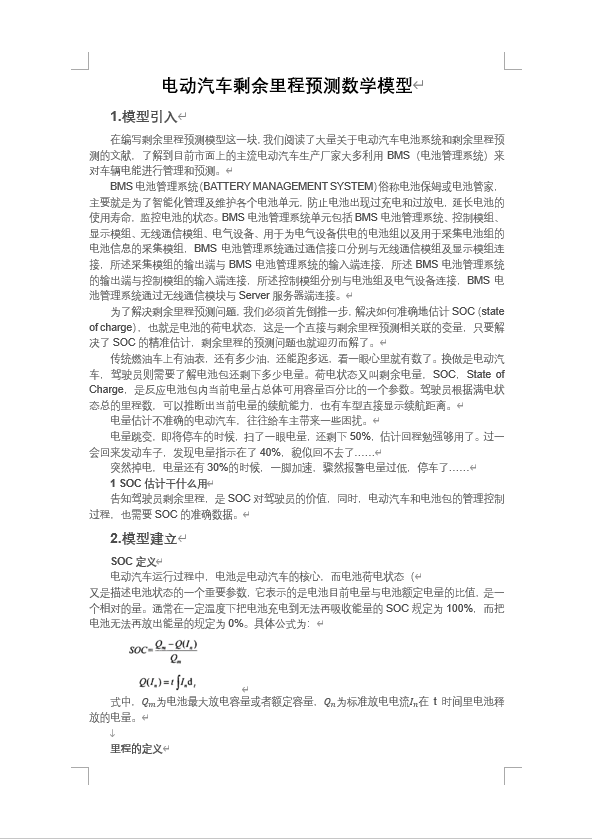 电动汽车剩余里程预测数学模型
1.模型引入
在编写剩余里程预测模型这一块，我们阅读了大量关于电动汽车电池系统和剩余里程预
测的文献，了解到目前市面上的主流电动汽车生产厂家大多利用 BMS（电池管理系统）来
对车辆电能进行管理和预测。
BMS 电池管理系统(BATTERY MANAGEMENT SYSTEM)俗称电池保姆或电池管家，
主要就是为了智能化管理及维护各个电池单元，防止电池出现过充电和过放电，延长电池的
使用寿命，监控电池的状态。BMS 电池管理系统单元包括 BMS 电池管理系统、控制模组、
显示模组、无线通信模组、电气设备、用于为电气设备供电的电池组以及用于采集电池组的
电池信息的采集模组，BMS 电池管理系统通过通信接口分别与无线通信模组及显示模组连
接，所述采集模组的输出端与 BMS 电池管理系统的输入端连接，所述 BMS 电池管理系统
的输出端与控制模组的输入端连接，所述控制模组分别与电池组及电气设备连接，BMS 电
池管理系统通过无线通信模块与 Server 服务器端连接。
为了解决剩余里程预测问题，我们必须首先倒推一步，解决如何准确地估计 SOC（state
of charge），也就是电池的荷电状态，这是一个直接与剩余里程预测相关联的变量，只要解
决了 SOC 的精准估计，剩余里程的预测问题也就迎刃而解了。
传统燃油车上有油表，还有多少油，还能跑多远，看一眼心里就有数了。换做是电动汽
车，驾驶员则需要了解电池包还剩下多少电量。荷电状态又叫剩余电量，SOC，State of
Charge，是反应电池包内当前电量占总体可用容量百分比的一个参数。驾驶员根据满电状
态总的里程数，可以推断出当前电量的续航能力，也有车型直接显示续航距离。
电量估计不准确的电动汽车，往往给车主带来一些困扰。
电量跳变，即将停车的时候，扫了一眼电量，还剩下 50%，估计回程勉强够用了。过一
会回来发动车子，发现电量指示在了 40%，貌似回不去了……
突然掉电，电量还有 30%的时候，一脚加速，骤然报警电量过低，停车了……
1 SOC 估计干什么用
告知驾驶员剩余里程，是 SOC 对驾驶员的价值，同时，电动汽车和电池包的管理控制
过程，也需要 SOC 的准确数据。
2.模型建立
SOC 定义
电动汽车运行过程中，电池是电动汽车的核心，而电池荷电状态（
又是描述电池状态的一个重要参数，它表示的是电池目前电量与电池额定电量的比值，是一
个相对的量。通常在一定温度下把电池充电到无法再吸收能量的 SOC 规定为 100%，而把
电池无法再放出能量的规定为 0%。具体公式为：
SOC=(Qm −Q(In))/Qm
Q(In)=t∫Indt
式中，Qm为电池最大放电容量或者额定容量，Qn为标准放电电流In在 t 时间里电池释
放的电量。
里程的定义